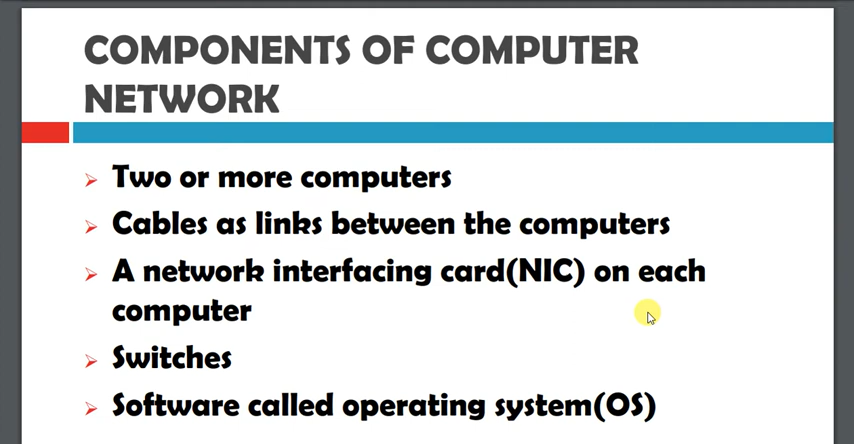 COMPONENTS OF COMPUTER
NETWORK
Two or more computers
Cables as links between the computers
A network interfacing card(NIC) on each
computer
Switches
Software called operating system(OS)